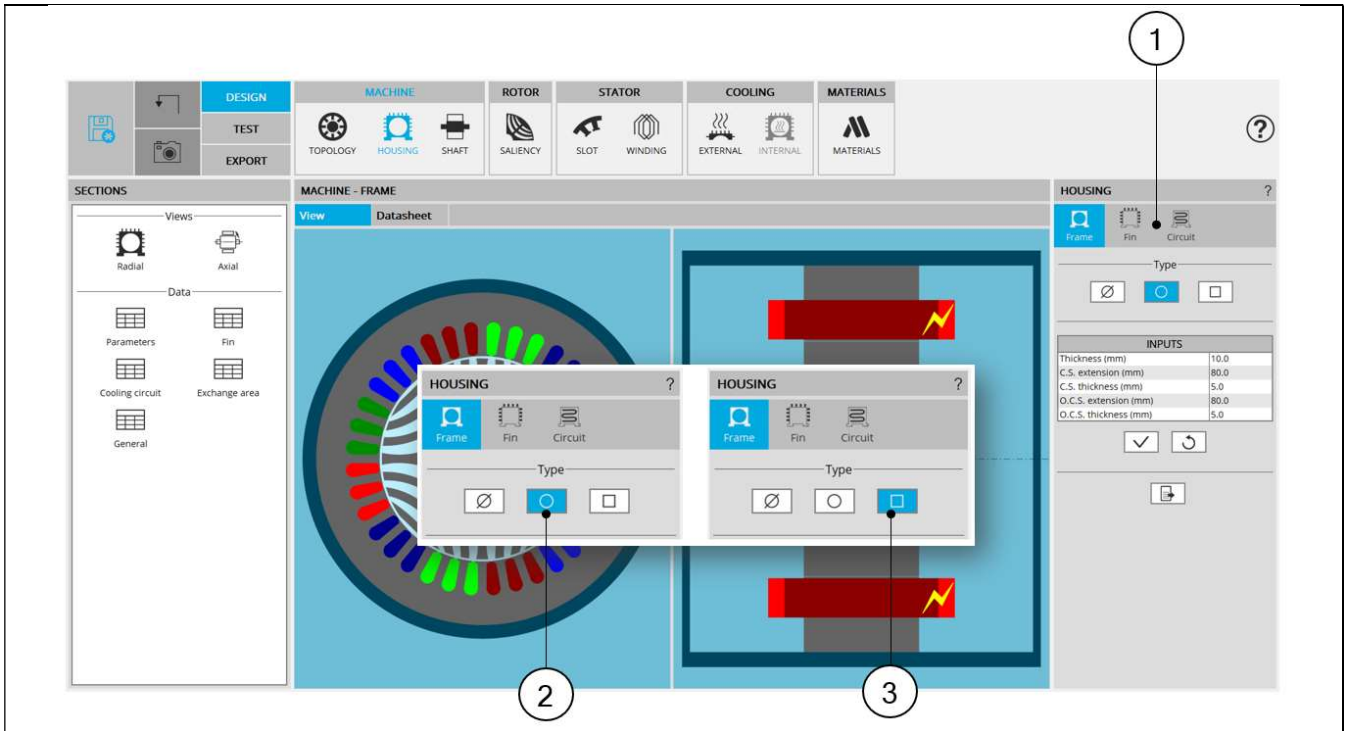 1
DESIGN
TEST
EXPORT
MACHINE
TOPOLOGY
HOUSING
SHAFT
ROTOR
SALIENCY
STATOR
SLOT
WINDING
COOLING
EXTERNAL
INTERNAL
MATERIALS
MATERIALS
?
SECTIONS
Views
Radial
Axial
Data
Parameters
Fin
Cooling circuit
Exchange area
General
MACHINE - FRAME
View
Datasheet
HOUSING ?
Frame
Fin
Circuit
Type
HOUSING ?
Frame
Fin
Circuit
Type
HOUSING ?
Frame
Fin
Circuit
Type
INPUTS
Thickness (mm) 10.0
C.S. extension (mm) 80.0
C.S. thickness (mm) 5.0
O.C.S. extension (mm) 80.0
O.C.S. thickness (mm) 5.0
2
3